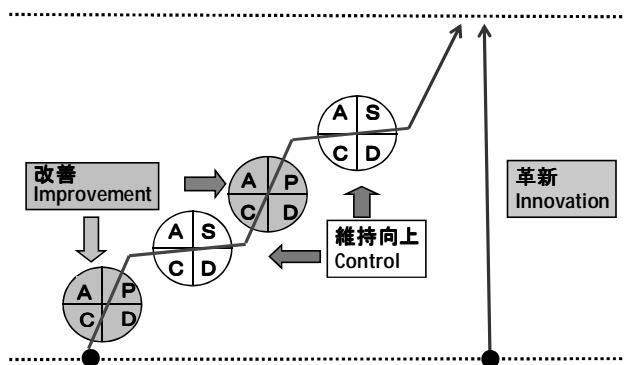 A S
C D
改善
Improvement
A P
C D
革新
Innovation
維持向上
Control
A S
C D
A P
C D